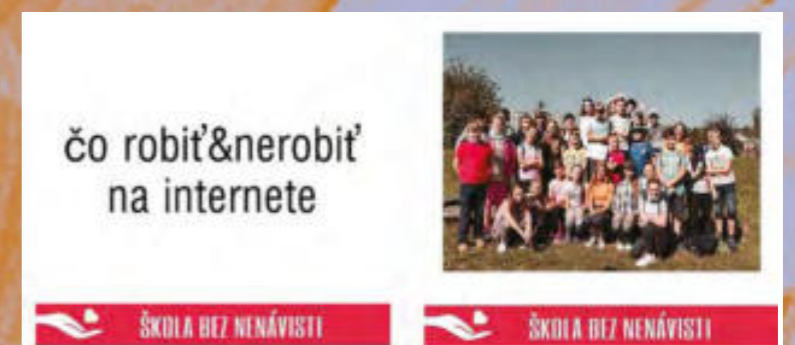 čo robiť&nerobiť
na internete
ŠKOLA BEZ NENÁVISTI
ŠKOLA BEZ NENÁVISTI